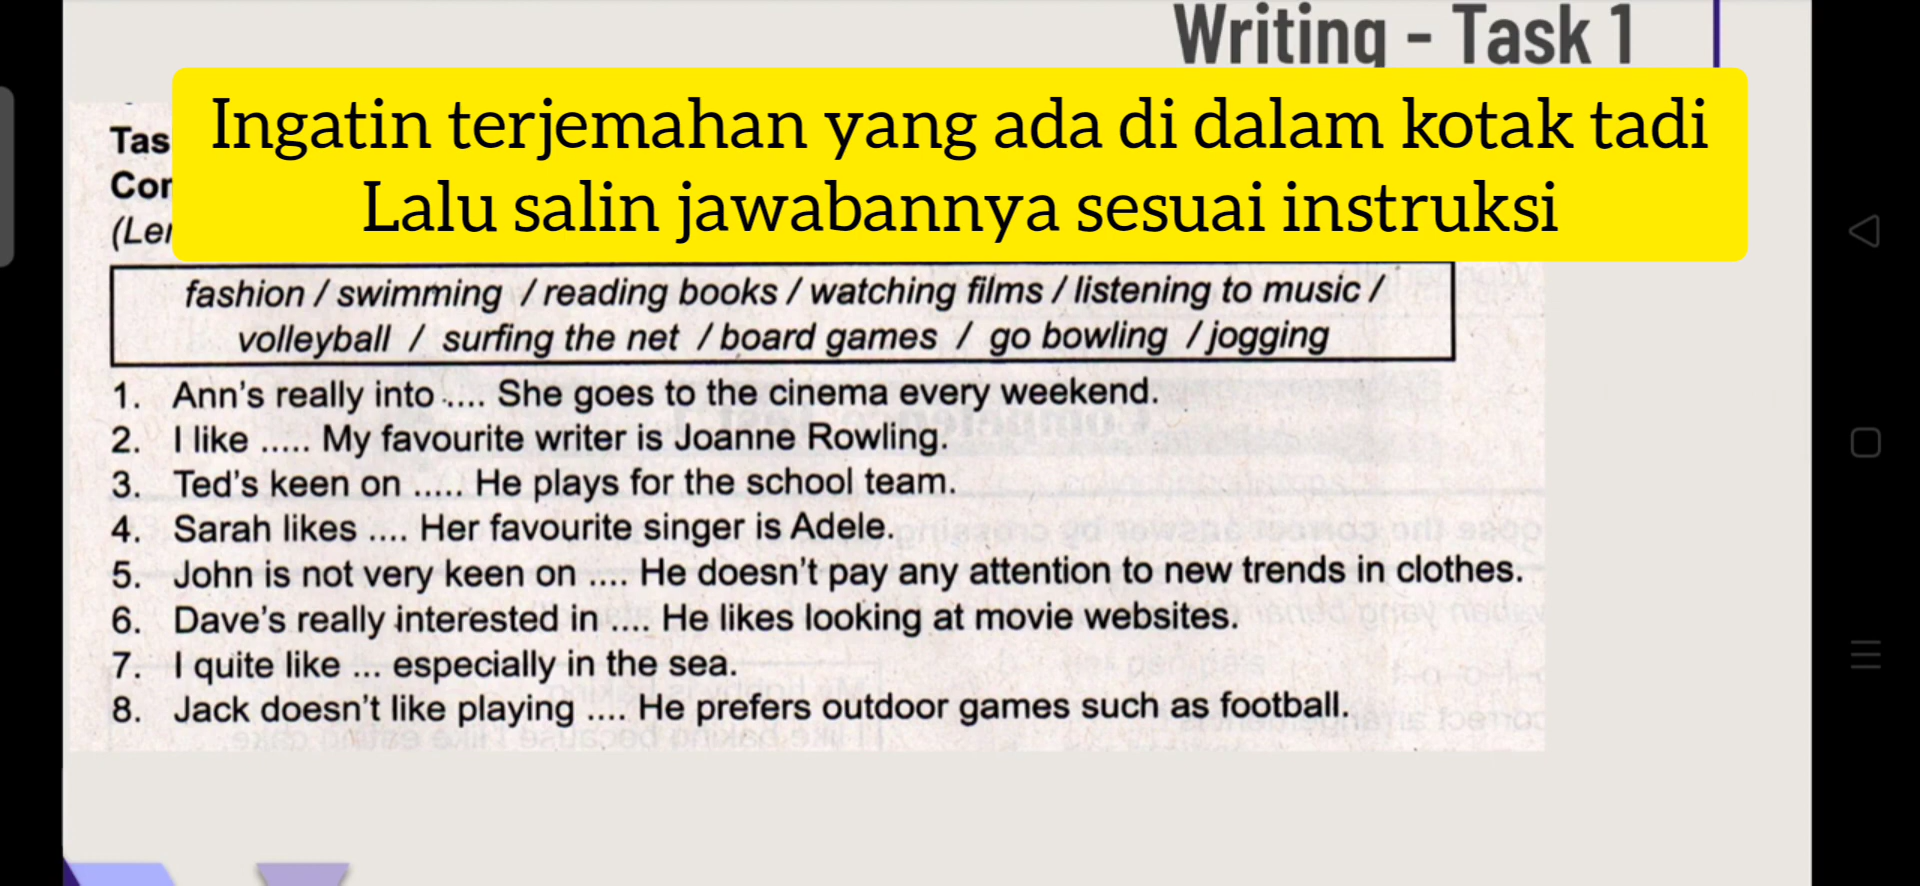 Writing - Task 1
Ingatin terjemahan yang ada di dalam kotak tadi
Lalu salin jawabannya sesuai instruksi
fashion / swimming / reading books / watching films / listening to music /
volleyball / surfing the net / board games / go bowling / jogging
1. Ann's really into .... She goes to the cinema every weekend.
2. I like ..... My favourite writer is Joanne Rowling.
3. Ted's keen on ..... He plays for the school team.
4. Sarah likes .... Her favourite singer is Adele.
5. John is not very keen on .... He doesn't pay any attention to new trends in clothes.
6. Dave's really interested in .... He likes looking at movie websites.
7. I quite like ... especially in the sea.
8. Jack doesn't like playing .... He prefers outdoor games such as football.